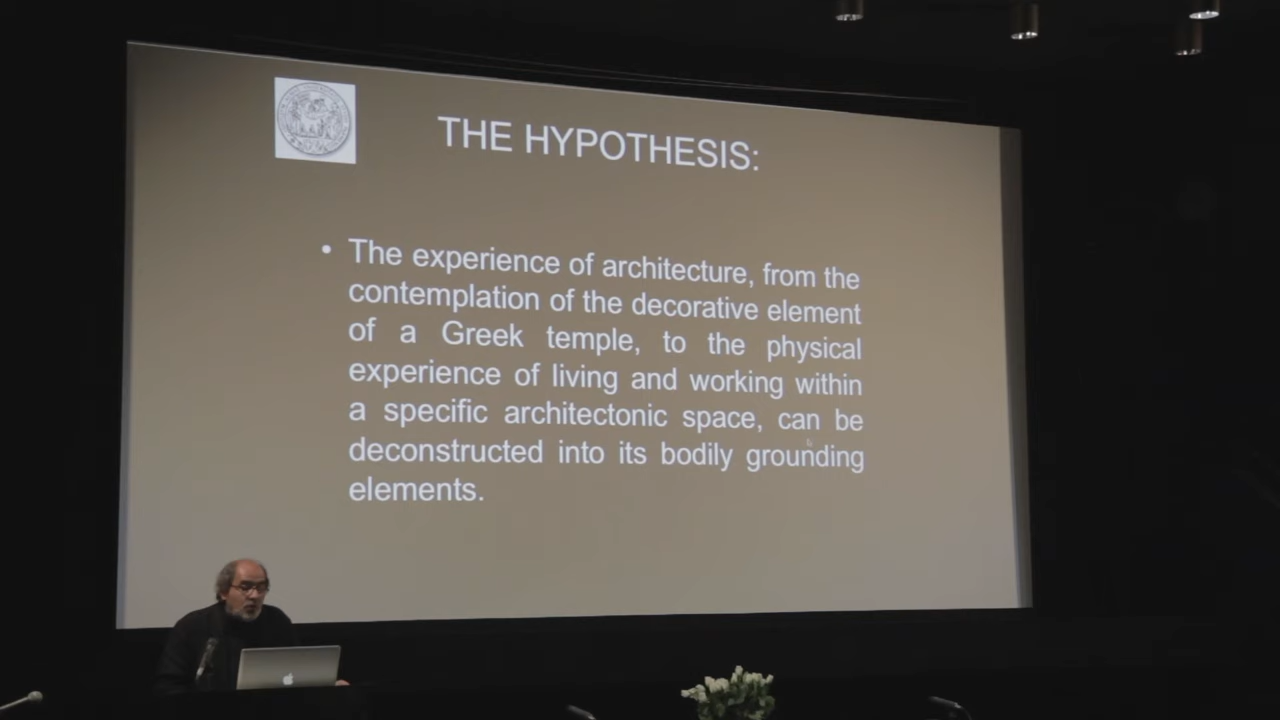 THE HYPOTHESIS:
• The experience of architecture, from the
contemplation of the decorative element
of a Greek temple, to the physical
experience of living and working within
a specific architectonic space, can be
deconstructed into its bodily grounding
elements.